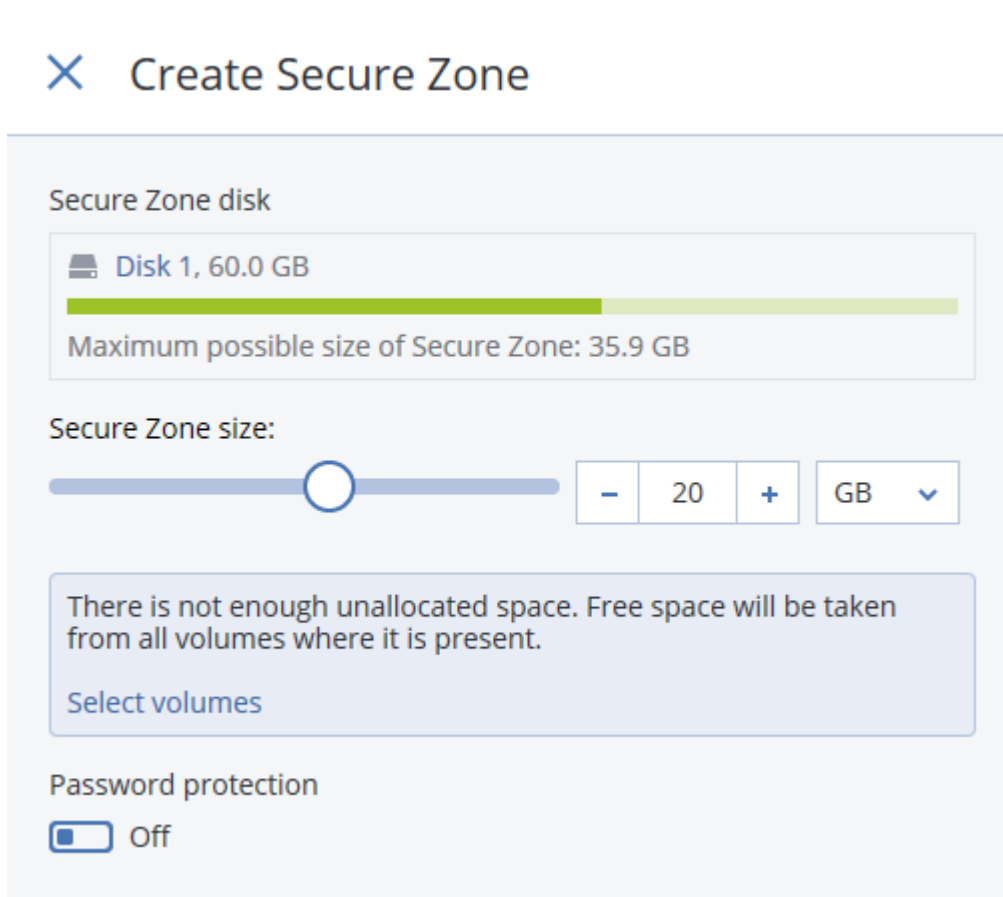 Create Secure Zone
Secure Zone disk
Disk 1, 60.0 GB
Maximum possible size of Secure Zone: 35.9 GB
Secure Zone size:
− 20 + GB
There is not enough unallocated space. Free space will be taken
from all volumes where it is present.
Select volumes
Password protection
Off